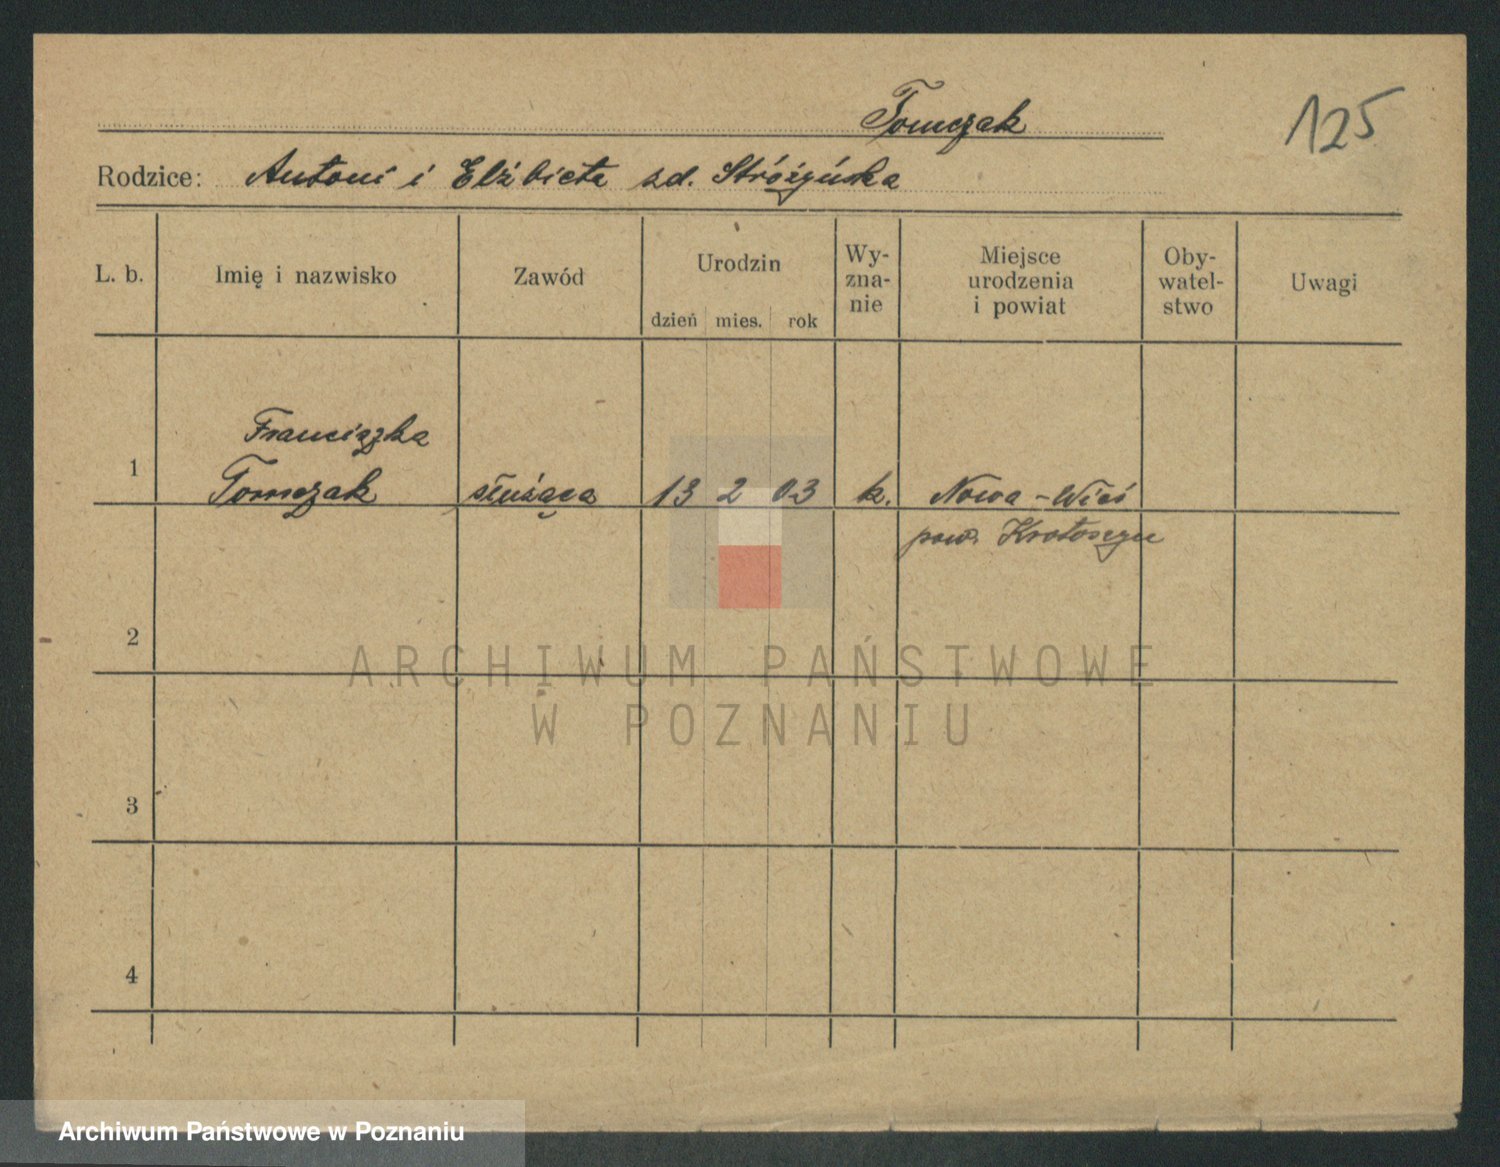 Tomczak
125
Rodzice: Antoni i Elżbieta zd. Stróżyńska
L. b. Imię i nazwisko Zawód Urodzin Wy-zna-nie Miejsce urodzenia i powiat Oby-watel-stwo Uwagi
dzień mies. rok
Franciszka
1 Tomczak służąca 13 2 03 k. Nowa-Wieś
pow. Krotoszyn
2
ARCHIWUM PAŃSTWOWE
W POZNANIU
3
4
Archiwum Państwowe w Poznaniu